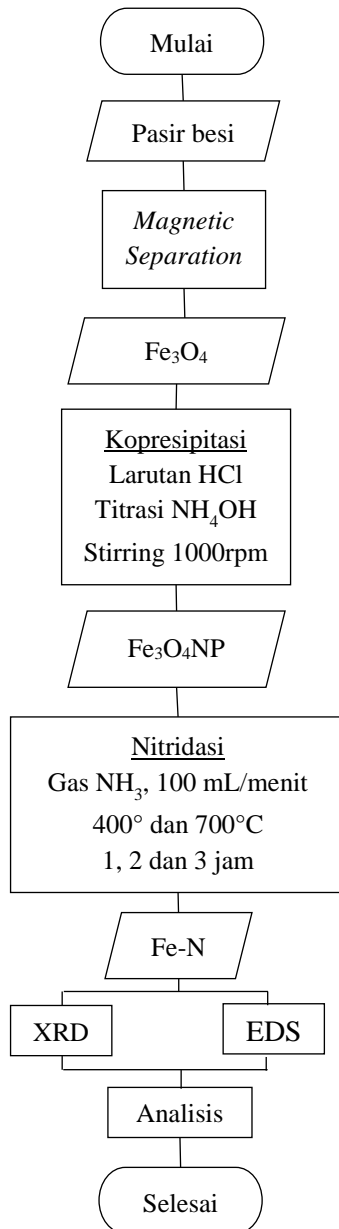 Mulai
Pasir besi
Magnetic
Separation
Fe₃O₄
Kopresipitasi
Larutan HCl
Titrasi NH₄OH
Stirring 1000rpm
Fe₃O₄NP
Nitridasi
Gas NH₃, 100 mL/menit
400° dan 700°C
1, 2 dan 3 jam
Fe-N
XRD
EDS
Analisis
Selesai